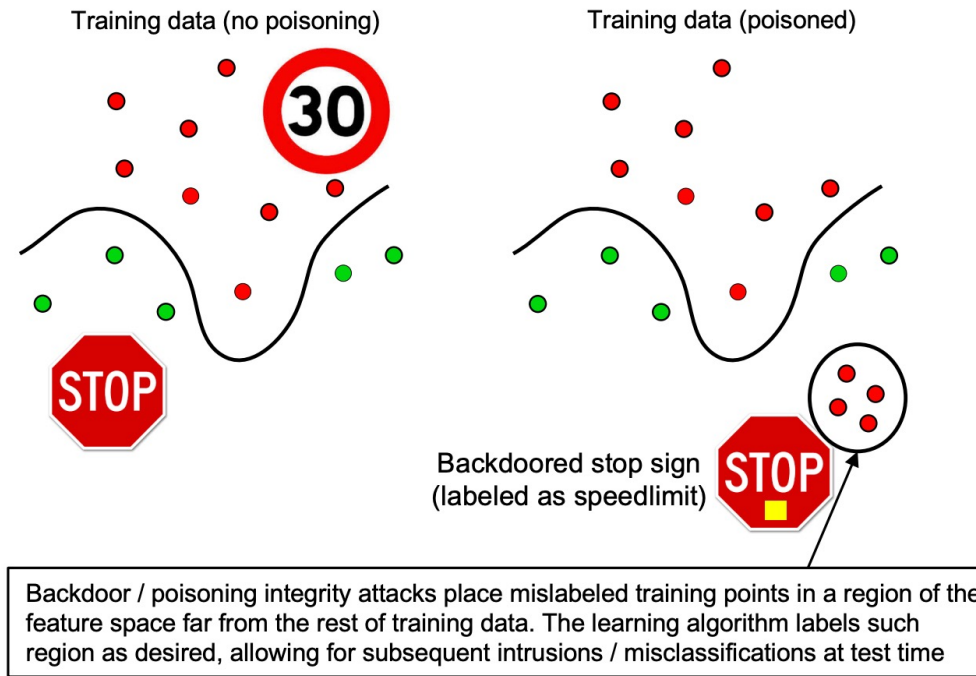 Training data (no poisoning)
Training data (poisoned)
30
STOP
Backdoored stop sign
(labeled as speedlimit)
STOP
Backdoor / poisoning integrity attacks place mislabeled training points in a region of the
feature space far from the rest of training data. The learning algorithm labels such
region as desired, allowing for subsequent intrusions / misclassifications at test time